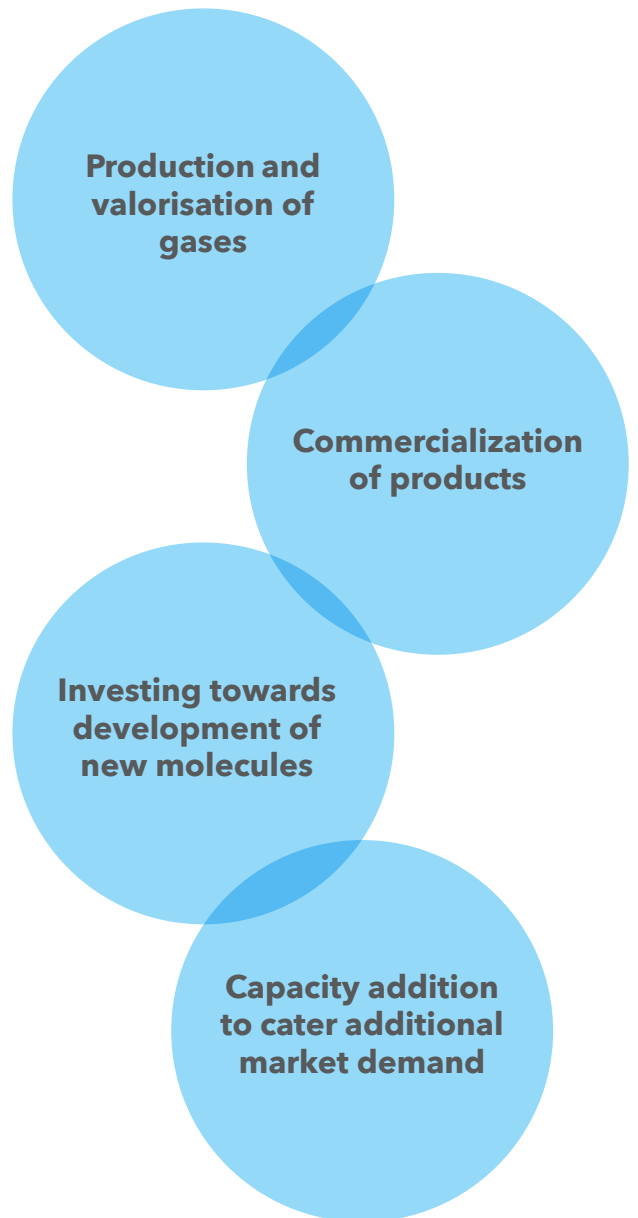 Production and
valorisation of
gases
Commercialization
of products
Investing towards
development of
new molecules
Capacity addition
to cater additional
market demand